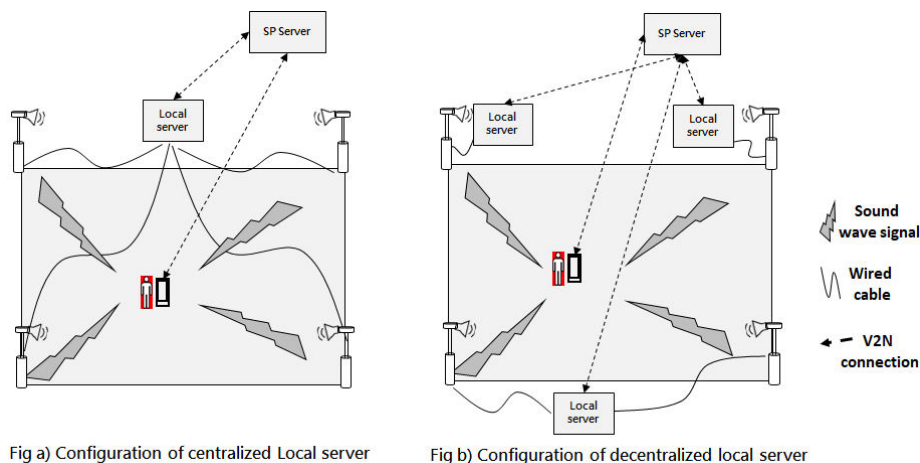 SP Server
Local
server
Fig a) Configuration of centralized Local server
SP Server
Local
server
Local
server
Local
server
Fig b) Configuration of decentralized local server
Sound
wave signal
Wired
cable
V2N
connection